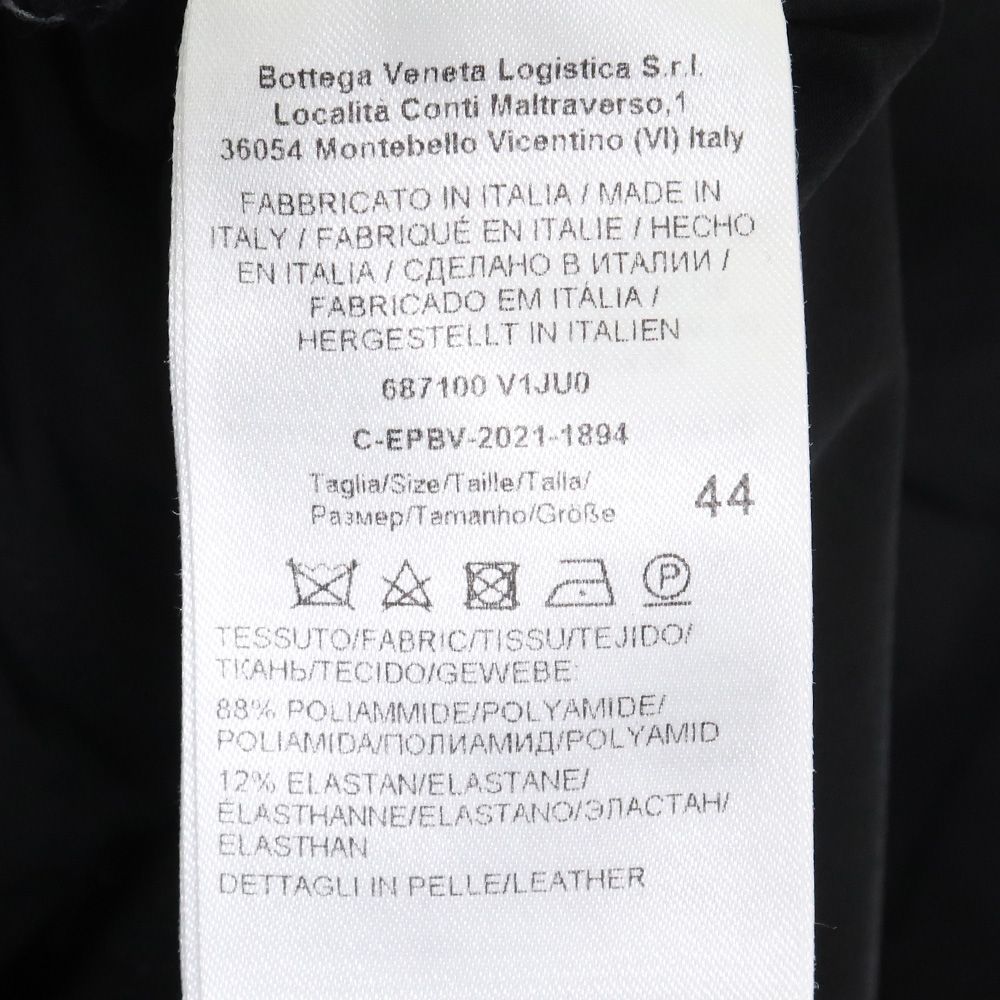 Bottega Veneta Logistica S.r.l.
Località Conti Maltraverso,1
36054 Montebello Vicentino (VI) Italy
FABBRICATO IN ITALIA / MADE IN
ITALY / FABRIQUÉ EN ITALIE / HECHO
EN ITALIA / СДЕЛАНО В ИТАЛИИ /
FABRICADO EM ITÁLIA /
HERGESTELLT IN ITALIEN
687100 V1JU0
C-EPBV-2021-1894
Taglia/Size/Taille/Talla/
Размер/Tamanho/Größe 44
P
TESSUTO/FABRIC/TISSU/TEJIDO/
ТКАНЬ/TECIDO/GEWEBE:
88% POLIAMMIDE/POLYAMIDE/
POLIAMIDA/ПОЛИАМИД/POLYAMID
12% ELASTAN/ELASTANE/
ÉLASTHANNE/ELASTANO/ЭЛАСТАН/
ELASTHAN
DETTAGLI IN PELLE/LEATHER